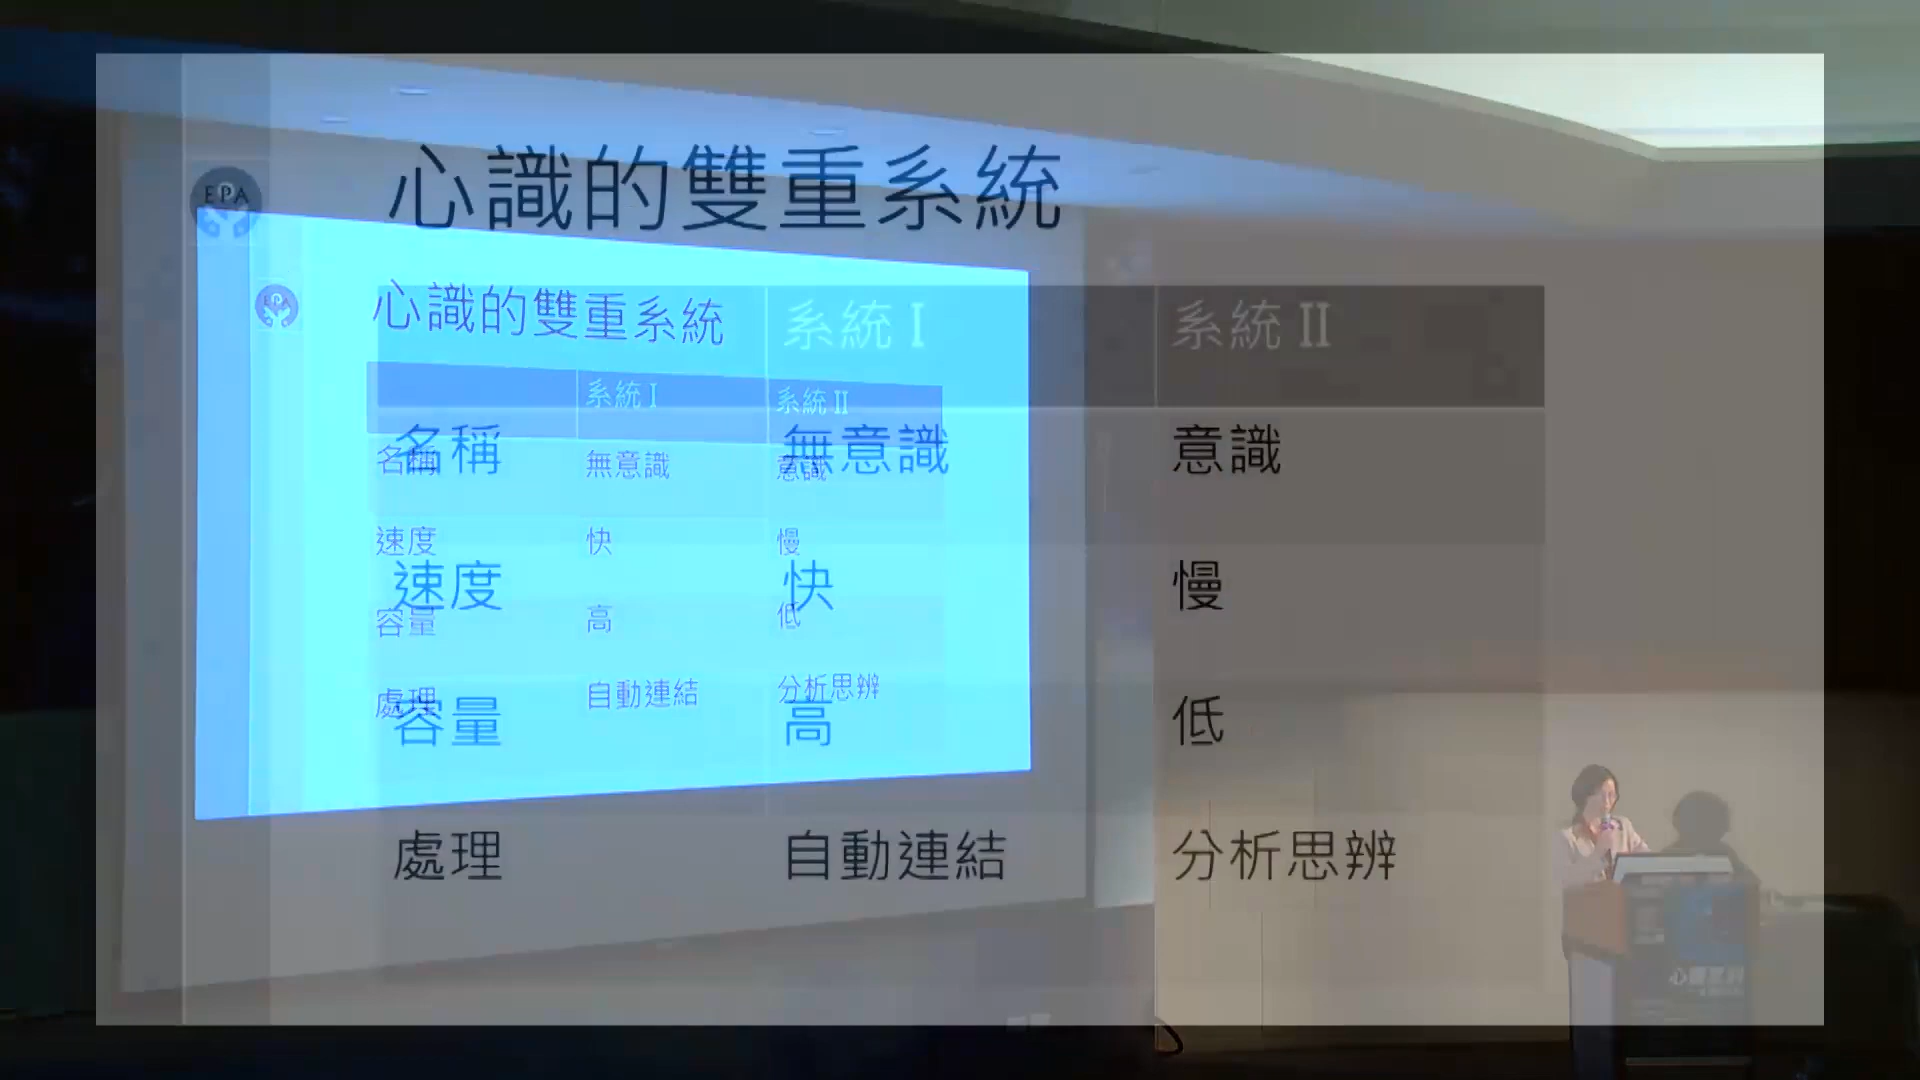 EPA
心識的雙重系統
系統 I 系統 II
名稱 無意識 意識
速度 快 慢
容量 高 低
處理 自動連結 分析思辨
EPA
心識的雙重系統
系統 I 系統 II
名稱 無意識 意識
速度 快 慢
容量 高 低
處理 自動連結 分析思辨